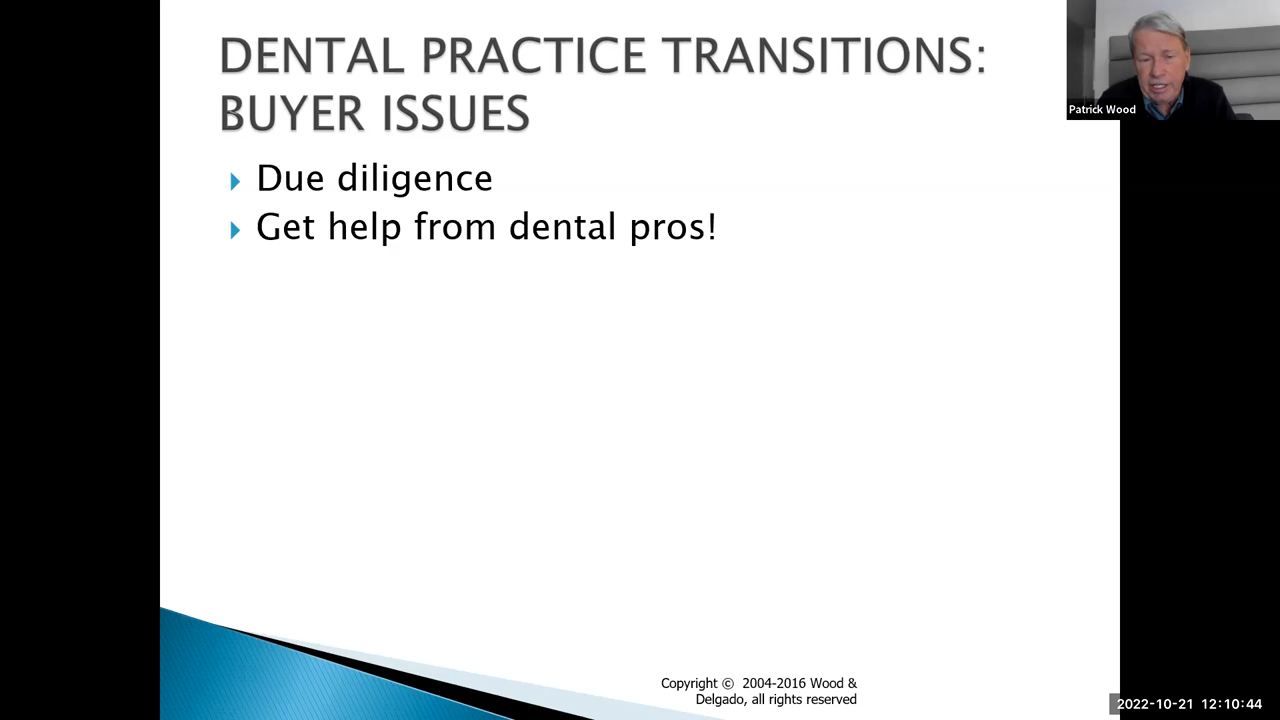 DENTAL PRACTICE TRANSITIONS:
BUYER ISSUES
Patrick Wood
Due diligence
Get help from dental pros!
Copyright © 2004-2016 Wood &
Delgado, all rights reserved
2022-10-21 12:10:44